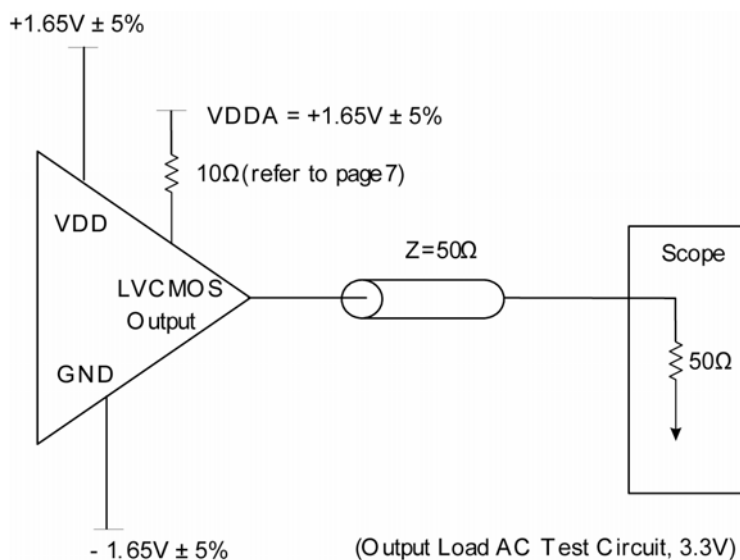 +1.65V ± 5%
VDDA = +1.65V ± 5%
10Ω(refer to page7)
VDD
LVCMOS
Output
GND
Z=50Ω
Scope
50Ω
- 1.65V ± 5%
(Output Load AC Test Circuit, 3.3V)